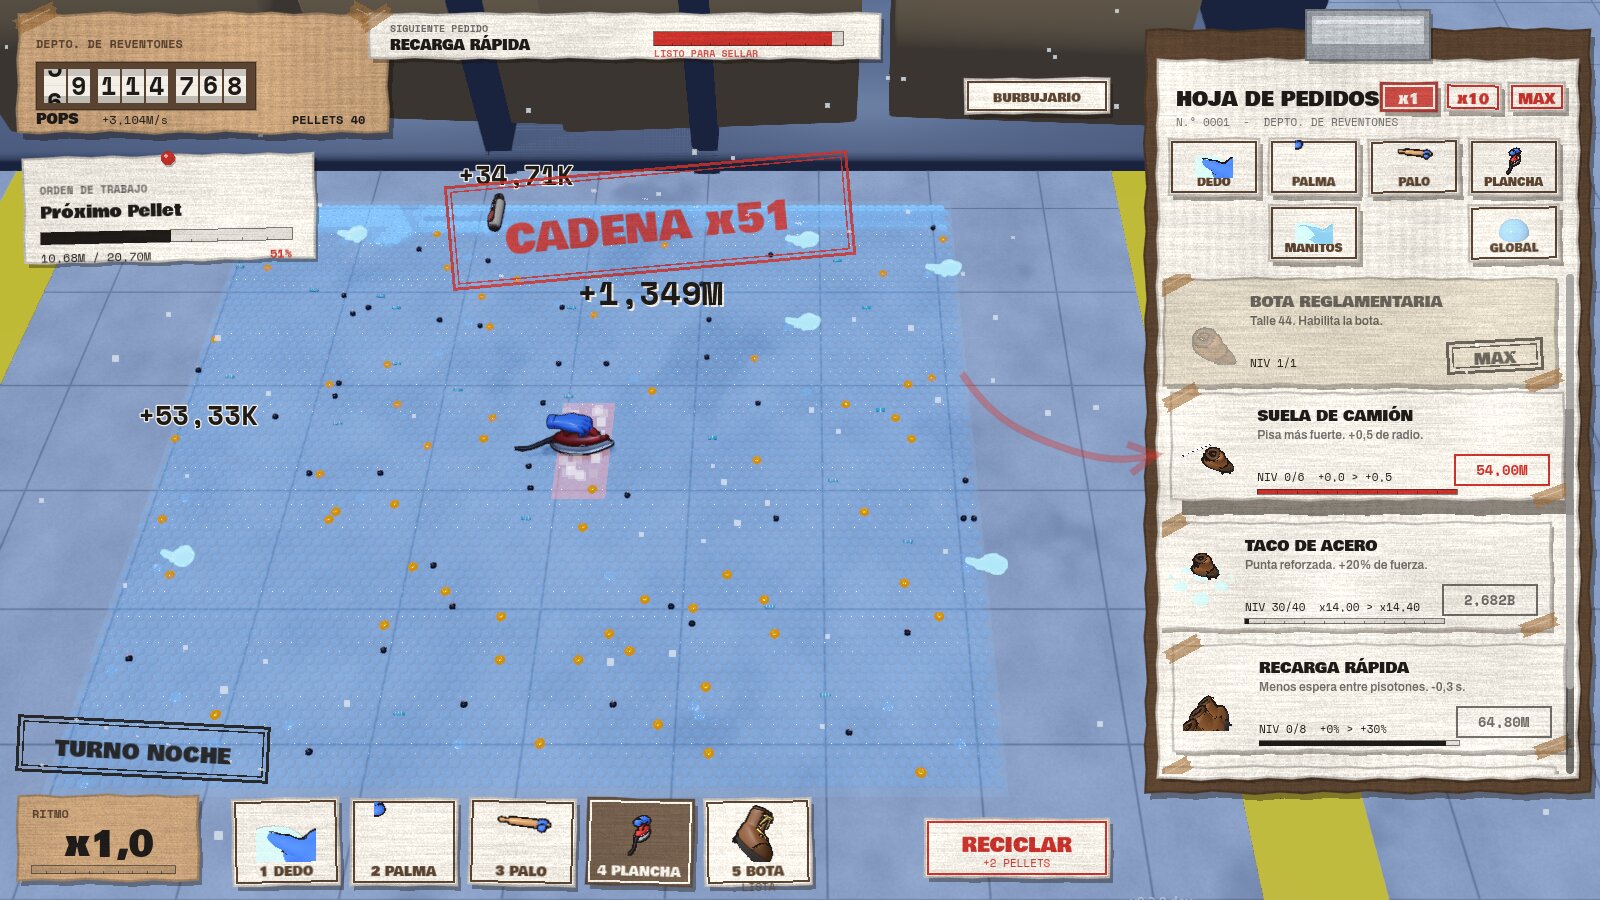 DEPTO. DE REVENTONES
9 114 768
POPS +3,104M/s PELLETS 40
SIGUIENTE PEDIDO
RECARGA RÁPIDA
LISTO PARA SELLAR
BURBUJARIO
ORDEN DE TRABAJO
Próximo Pellet
10,68M / 20,70M 51%
+34,71K
CADENA x51
+1,349M
+53,33K
TURNO NOCHE
RITMO
x1,0
1 DEDO
2 PALMA
3 PALO
4 PLANCHA
5 BOTA
LISTA
RECICLAR
+2 PELLETS
HOJA DE PEDIDOS x1 x10 MAX
N.° 0001 - DEPTO. DE REVENTONES
DEDO
PALMA
PALO
PLANCHA
MANITOS
GLOBAL
BOTA REGLAMENTARIA
Talle 44. Habilita la bota.
NIV 1/1
MAX
SUELA DE CAMIÓN
Pisa más fuerte. +0,5 de radio.
NIV 0/6 +0,0 > +0,5
54,00M
TACO DE ACERO
Punta reforzada. +20% de fuerza.
NIV 30/40 x14,00 > x14,40
2,682B
RECARGA RÁPIDA
Menos espera entre pisotones. -0,3 s.
NIV 0/8 +0% > +30%
64,80M